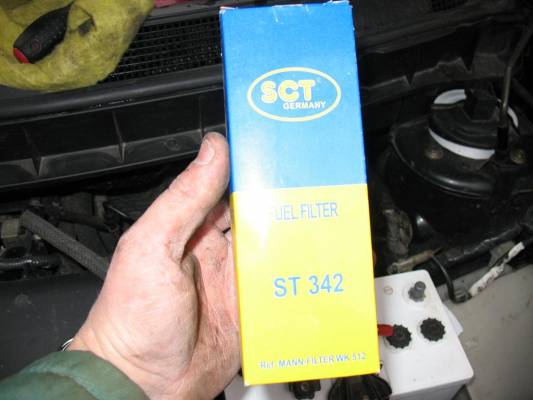 SCT
GERMANY
FUEL FILTER
ST 342
Ref. MANN-FILTER WK 512